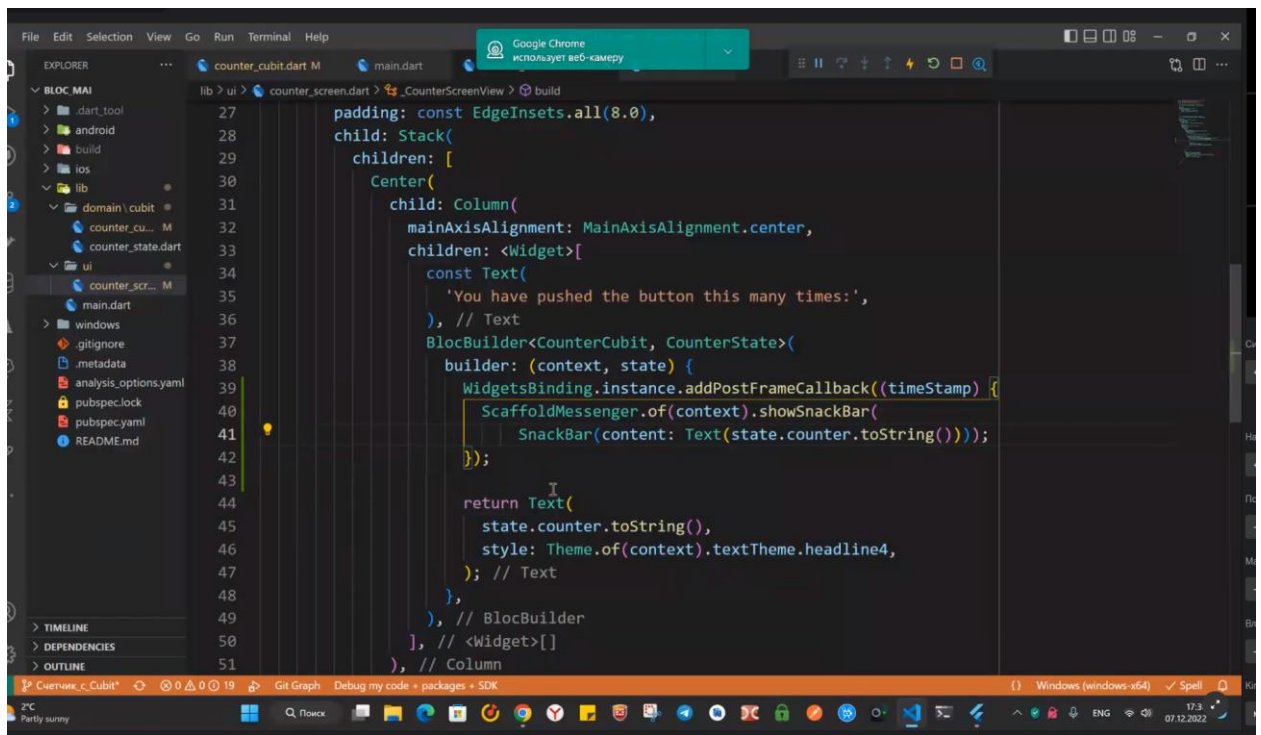 File Edit Selection View Go Run Terminal Help
Google Chrome
использует веб-камеру
EXPLORER
counter_cubit.dart M
main.dart
BLOC_MAI
lib > ui > counter_screen.dart > _CounterScreenView > build
.dart_tool
android
build
ios
lib
domain \ cubit
counter_cu... M
counter_state.dart
ui
counter_scr... M
main.dart
windows
.gitignore
.metadata
analysis_options.yaml
pubspec.lock
pubspec.yaml
README.md
TIMELINE
DEPENDENCIES
OUTLINE
27 padding: const EdgeInsets.all(8.0),
28 child: Stack(
29 children: [
30 Center(
31 child: Column(
32 mainAxisAlignment: MainAxisAlignment.center,
33 children: <Widget>[
34 const Text(
35 'You have pushed the button this many times:',
36 ), // Text
37 BlocBuilder<CounterCubit, CounterState>(
38 builder: (context, state) {
39 WidgetsBinding.instance.addPostFrameCallback((timeStamp) {
40 ScaffoldMessenger.of(context).showSnackBar(
41 SnackBar(content: Text(state.counter.toString())));
42 });
43
44 return Text(
45 state.counter.toString(),
46 style: Theme.of(context).textTheme.headline4,
47 ); // Text
48 },
49 ), // BlocBuilder
50 ], // <Widget>[]
51 ), // Column
Счетчик_с_Cubit* 0 0 19 Git Graph Debug my code + packages + SDK {} Windows (windows-x64) Spell
2°C
Partly sunny
Поиск
ENG
17:3
07.12.2022